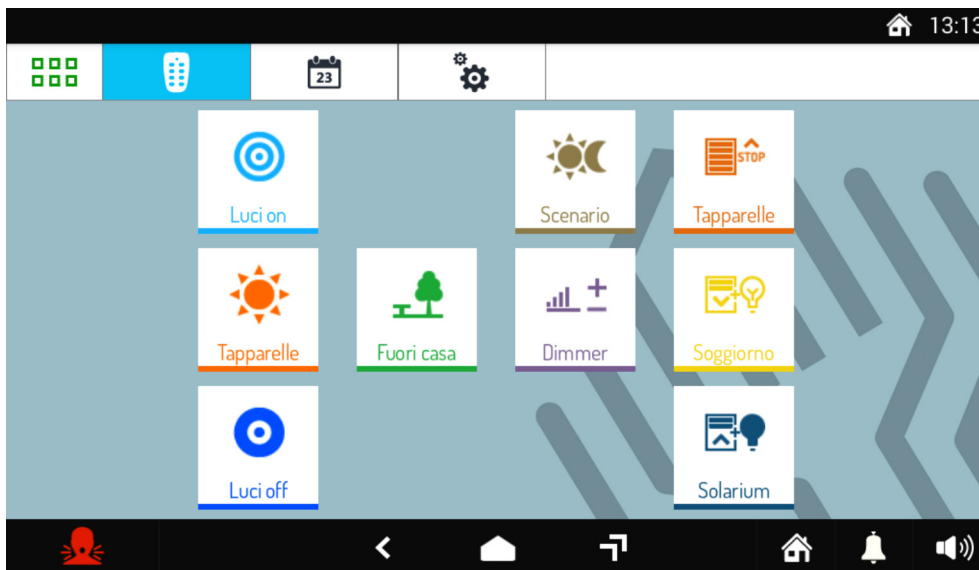 13:13
23
Luci on
Scenario
STOP
Tapparelle
Tapparelle
Fuori casa
Dimmer
Soggiorno
Luci off
Solarium